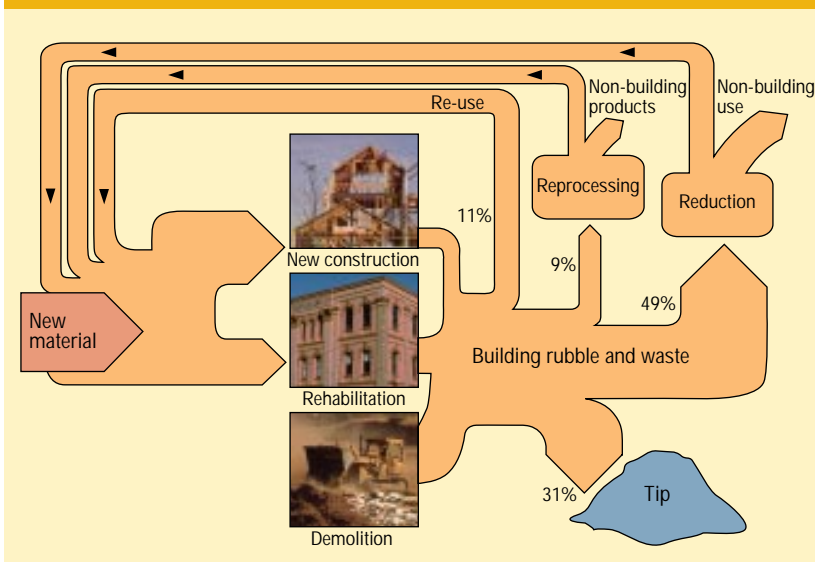 Non-building
products
Non-building
use
Re-use
Reprocessing
Reduction
11%
New construction
9%
49%
New
material
Building rubble and waste
Rehabilitation
31%
Tip
Demolition